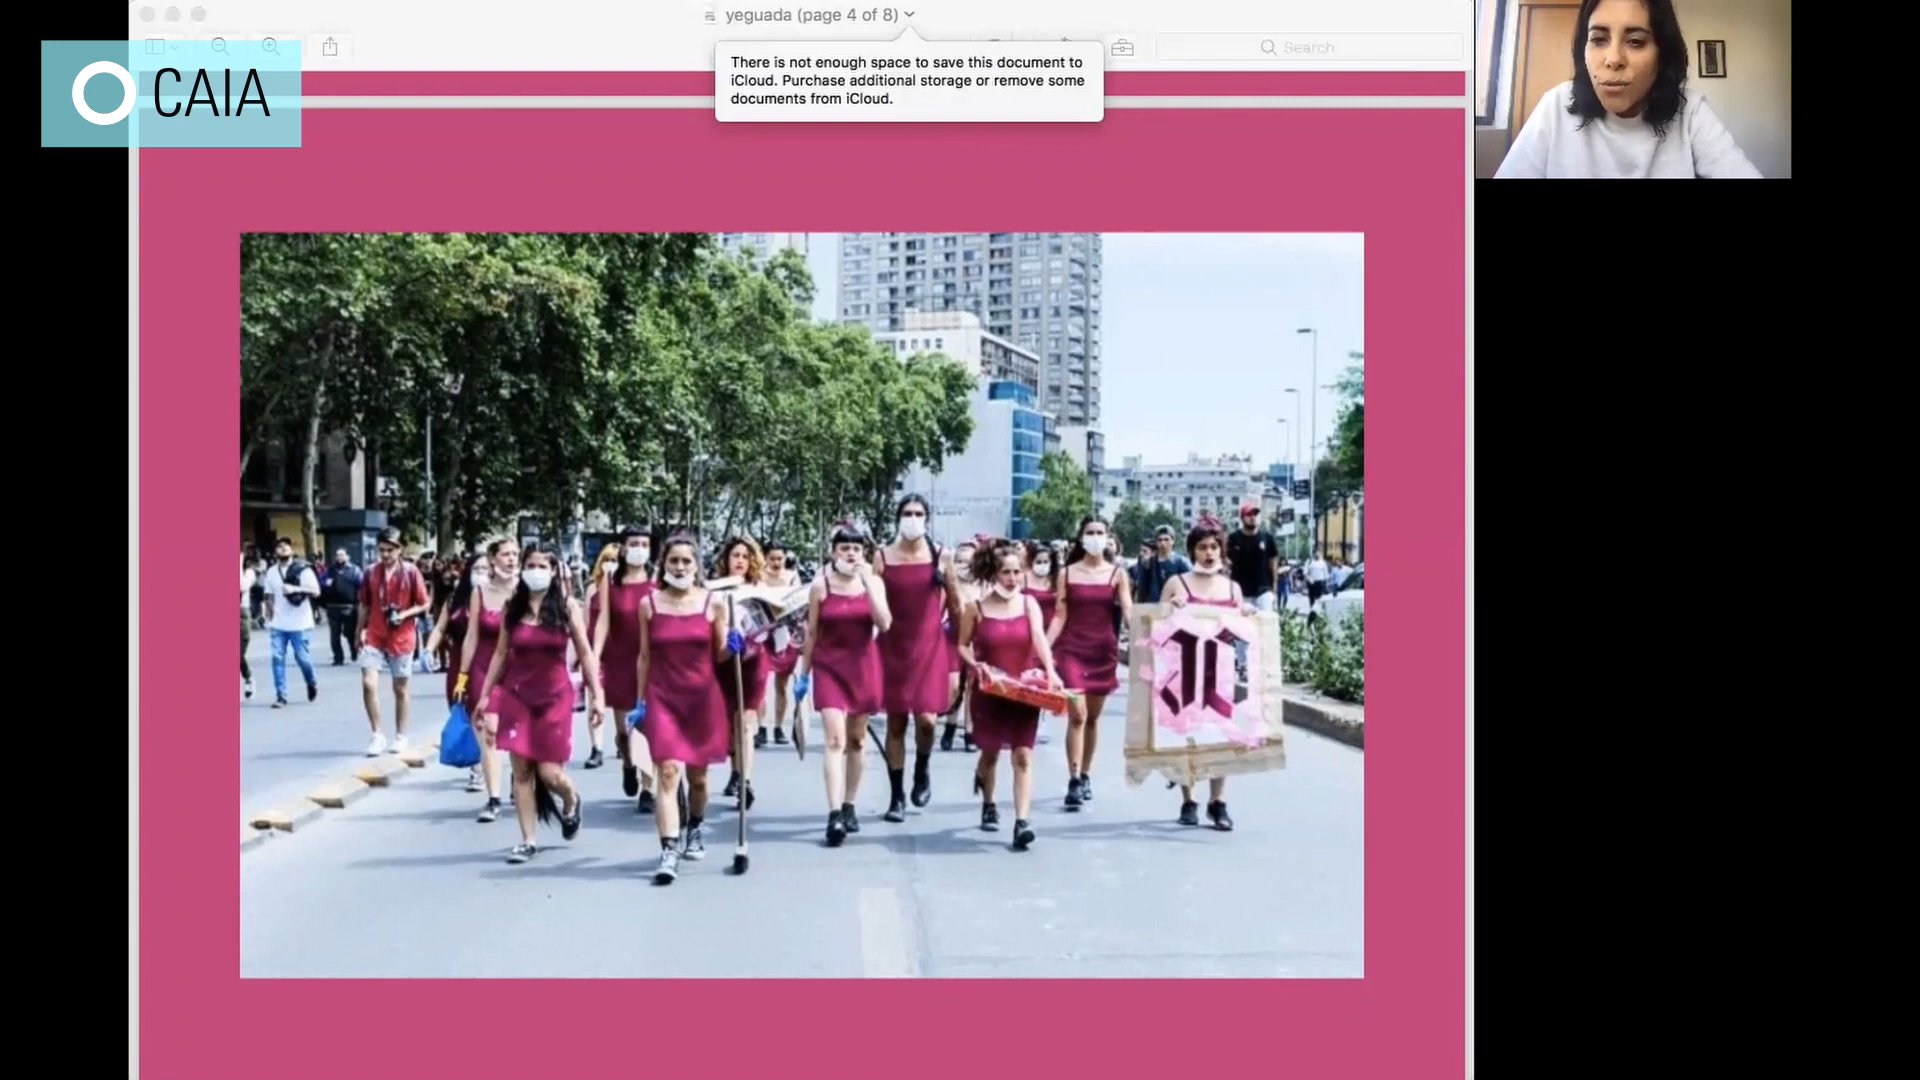 yeguada (page 4 of 8)
Search
There is not enough space to save this document to
iCloud. Purchase additional storage or remove some
documents from iCloud.
CAIA